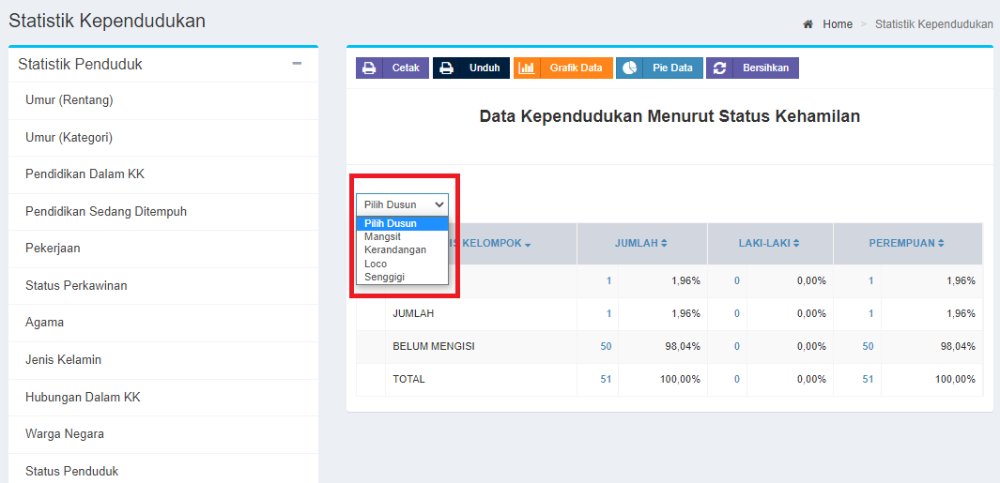 Statistik Kependudukan
Home > Statistik Kependudukan
Statistik Penduduk
Umur (Rentang)
Umur (Kategori)
Pendidikan Dalam KK
Pendidikan Sedang Ditempuh
Pekerjaan
Status Perkawinan
Agama
Jenis Kelamin
Hubungan Dalam KK
Warga Negara
Status Penduduk
Cetak Unduh Grafik Data Pie Data Bersihkan
Data Kependudukan Menurut Status Kehamilan
Pilih Dusun
Pilih Dusun
Mangsit
Kerandangan
Loco
Senggigi
KELOMPOK JUMLAH LAKI-LAKI PEREMPUAN
1 1,96% 0 0,00% 1 1,96%
JUMLAH 1 1,96% 0 0,00% 1 1,96%
BELUM MENGISI 50 98,04% 0 0,00% 50 98,04%
TOTAL 51 100,00% 0 0,00% 51 100,00%